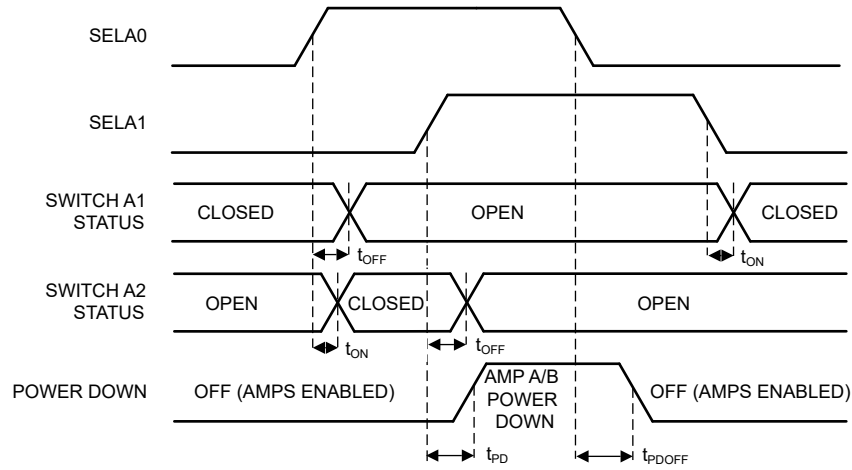 SELA0
SELA1
SWITCH A1
STATUS
CLOSED
OPEN
CLOSED
tOFF
tON
SWITCH A2
STATUS
OPEN
CLOSED
OPEN
tON
tOFF
POWER DOWN
OFF (AMPS ENABLED)
AMP A/B
POWER
DOWN
OFF (AMPS ENABLED)
tPD
tPDOFF